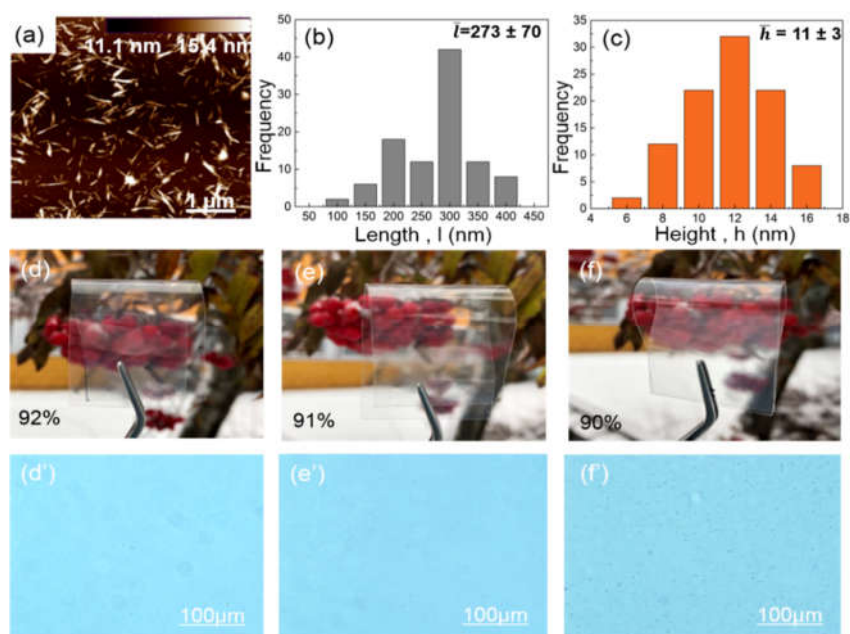 (a)
11.1 nm 15.4 nm
1 μm
(b)
l̅=273 ± 70
Frequency
50
40
30
20
10
0
50 100 150 200 250 300 350 400 450
Length , l (nm)
(c)
h̅ = 11 ± 3
Frequency
35
30
25
20
15
10
5
0
4 6 8 10 12 14 16 18
Height , h (nm)
(d)
92%
(e)
91%
(f)
90%
(d')
100μm
(e')
100μm
(f')
100μm